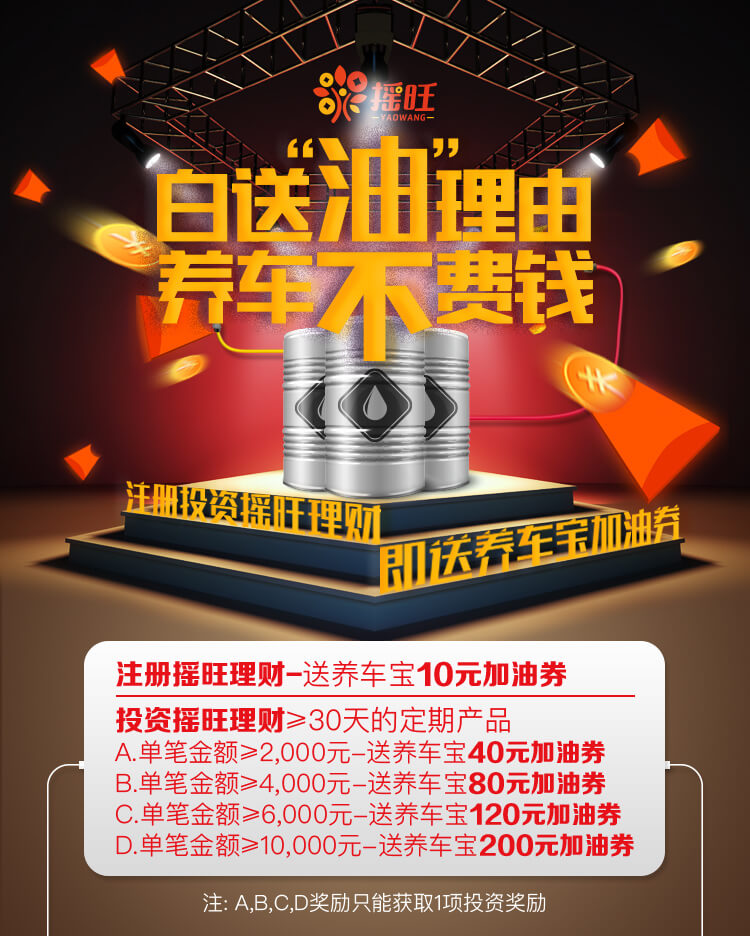 摇旺
YAOWANG
白送“油”理由
养车不费钱
注册投资摇旺理财
即送养车宝加油券
注册摇旺理财-送养车宝10元加油券
投资摇旺理财≥30天的定期产品
A.单笔金额≥2,000元-送养车宝40元加油券
B.单笔金额≥4,000元-送养车宝80元加油券
C.单笔金额≥6,000元-送养车宝120元加油券
D.单笔金额≥10,000元-送养车宝200元加油券
注: A,B,C,D奖励只能获取1项投资奖励